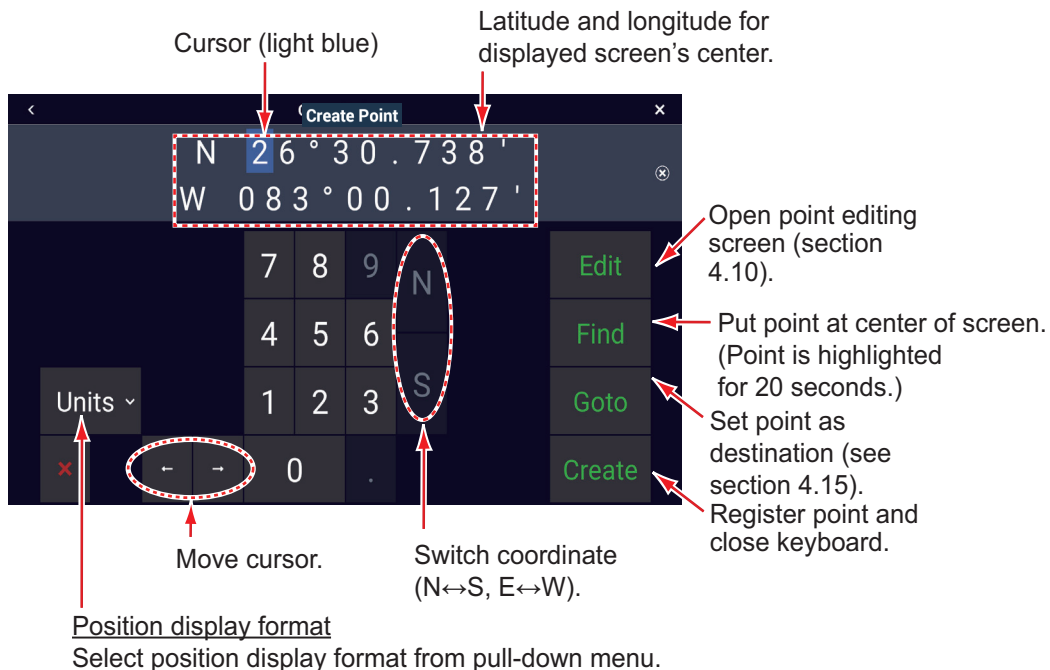 Latitude and longitude for
displayed screen's center.
Cursor (light blue)
Create Point
N 26°30.738'
W 083°00.127'
7 8 9 N
4 5 6
1 2 3 S
← → 0 .
Units
Edit
Find
Goto
Create
Open point editing
screen (section
4.10).
Put point at center of screen.
(Point is highlighted
for 20 seconds.)
Set point as
destination (see
section 4.15).
Register point and
close keyboard.
Move cursor.
Switch coordinate
(N↔S, E↔W).
Position display format
Select position display format from pull-down menu.